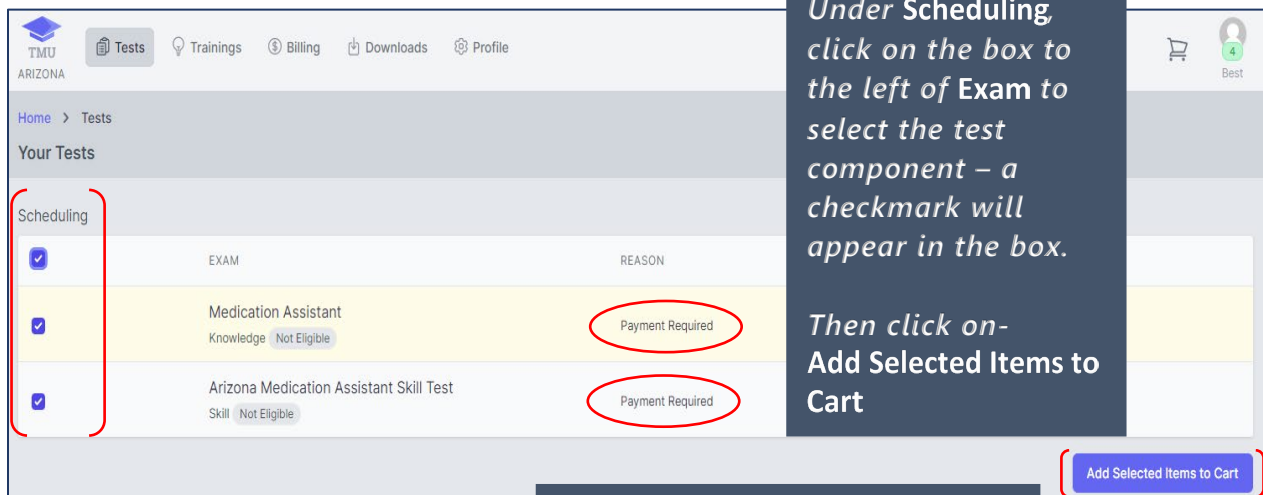 Under Scheduling,
click on the box to
the left of Exam to
select the test
component – a
checkmark will
appear in the box.
Then click on-
Add Selected Items to
Cart
TMU
ARIZONA
Tests
Trainings
Billing
Downloads
Profile
4
Best
Home > Tests
Your Tests
Scheduling
EXAM
REASON
Medication Assistant
Knowledge Not Eligible
Payment Required
Arizona Medication Assistant Skill Test
Skill Not Eligible
Payment Required
Add Selected Items to Cart